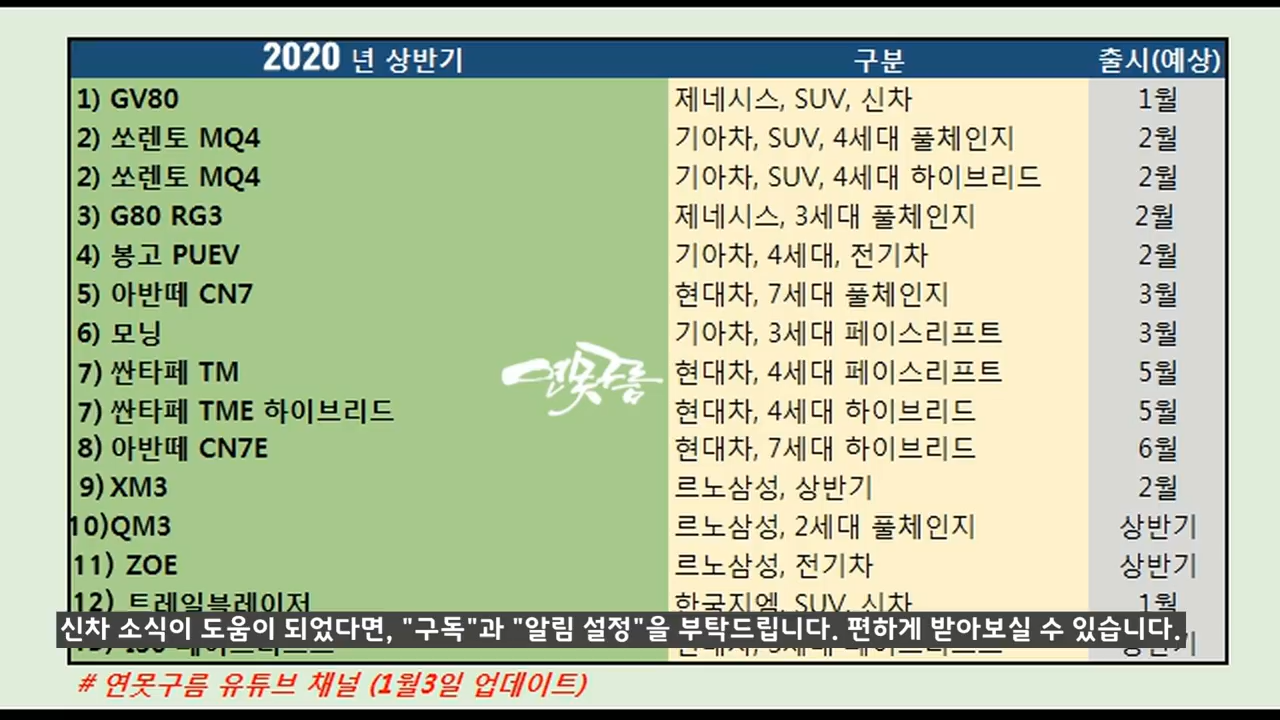 2020 년 상반기 구분 출시(예상)
1) GV80 제네시스, SUV, 신차 1월
2) 쏘렌토 MQ4 기아차, SUV, 4세대 풀체인지 2월
2) 쏘렌토 MQ4 기아차, SUV, 4세대 하이브리드 2월
3) G80 RG3 제네시스, 3세대 풀체인지 2월
4) 봉고 PUEV 기아차, 4세대, 전기차 2월
5) 아반떼 CN7 현대차, 7세대 풀체인지 3월
6) 모닝 기아차, 3세대 페이스리프트 3월
7) 싼타페 TM 현대차, 4세대 페이스리프트 5월
연못구름
7) 싼타페 TME 하이브리드 현대차, 4세대 하이브리드 5월
8) 아반떼 CN7E 현대차, 7세대 하이브리드 6월
9) XM3 르노삼성, 상반기 2월
10)QM3 르노삼성, 2세대 풀체인지 상반기
11) ZOE 르노삼성, 전기차 상반기
12) 트레일블레이저 한국지엠, SUV, 신차 1월
신차 소식이 도움이 되었다면, "구독"과 "알림 설정"을 부탁드립니다. 편하게 받아보실 수 있습니다.
# 연못구름 유튜브 채널 (1월3일 업데이트)